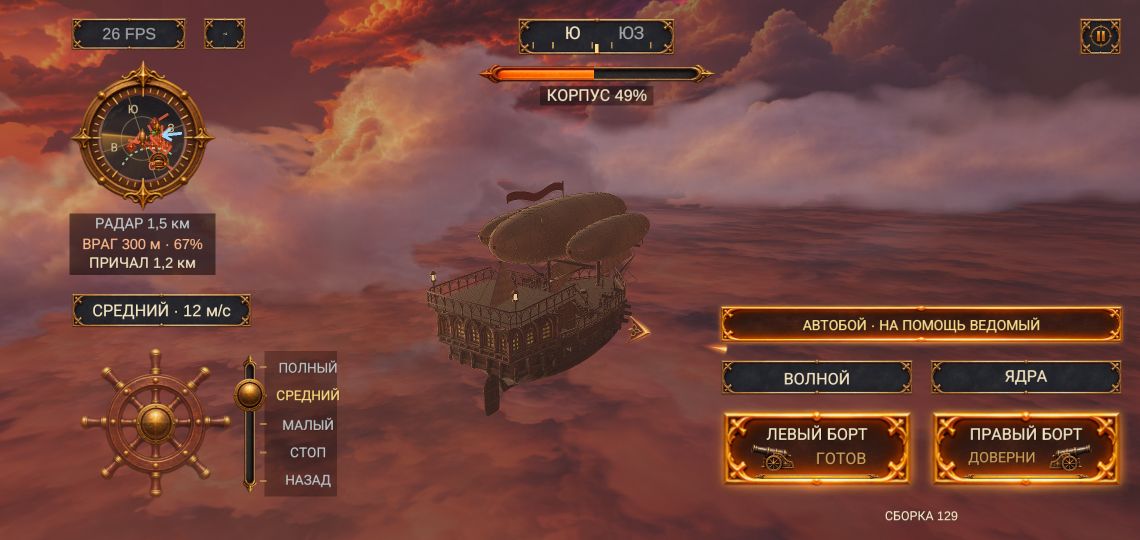 26 FPS
Ю ЮЗ
КОРПУС 49%
Ю
В
РАДАР 1,5 км
ВРАГ 300 м · 67%
ПРИЧАЛ 1,2 км
СРЕДНИЙ · 12 м/с
ПОЛНЫЙ
СРЕДНИЙ
МАЛЫЙ
СТОП
НАЗАД
АВТОБОЙ · НА ПОМОЩЬ ВЕДОМЫЙ
ВОЛНОЙ
ЯДРА
ЛЕВЫЙ БОРТ
ГОТОВ
ПРАВЫЙ БОРТ
ДОВЕРНИ
СБОРКА 129